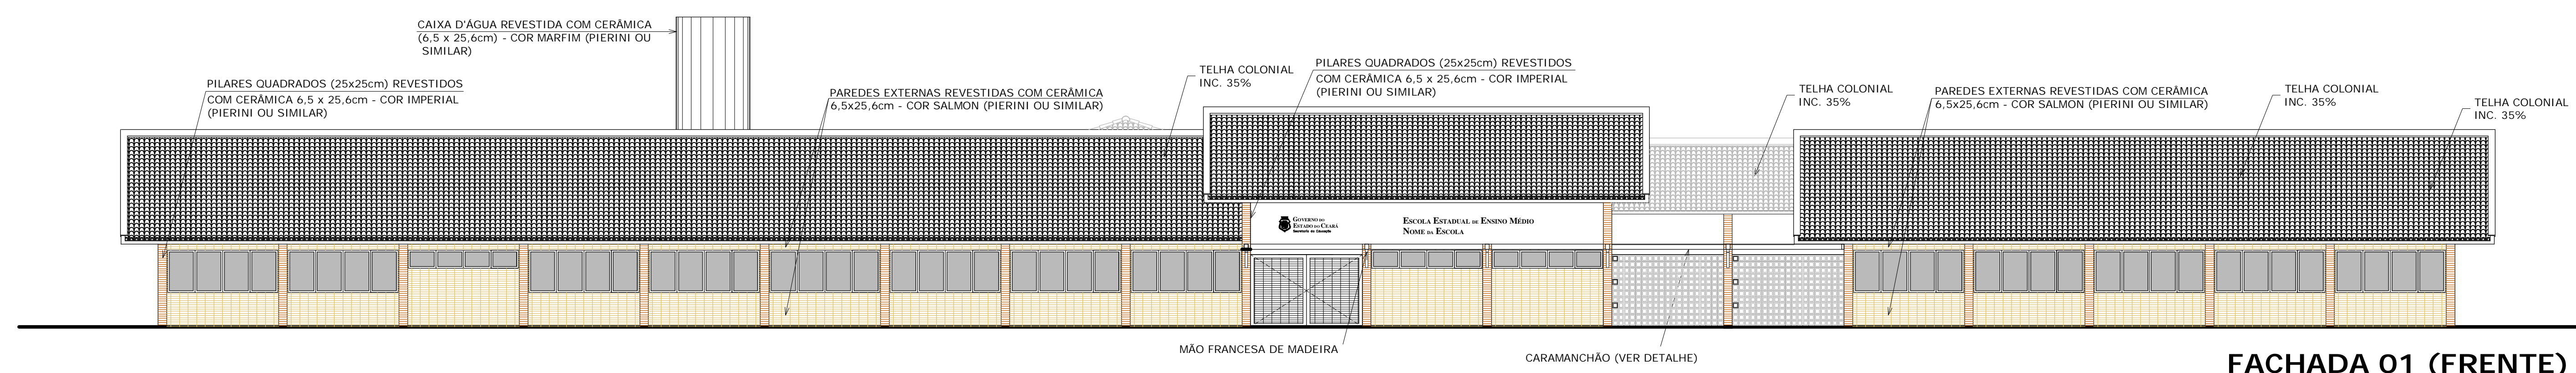 CAIXA D'ÁGUA REVESTIDA COM CERÂMICA
(6,5 x 25,6cm) - COR MARFIM (PIERINI OU
SIMILAR)
PILARES QUADRADOS (25x25cm) REVESTIDOS
COM CERÂMICA 6,5 x 25,6cm - COR IMPERIAL
(PIERINI OU SIMILAR)
PAREDES EXTERNAS REVESTIDAS COM CERÂMICA
6,5x25,6cm - COR SALMON (PIERINI OU SIMILAR)
TELHA COLONIAL
INC. 35%
PILARES QUADRADOS (25x25cm) REVESTIDOS
COM CERÂMICA 6,5 x 25,6cm - COR IMPERIAL
(PIERINI OU SIMILAR)
TELHA COLONIAL
INC. 35%
PAREDES EXTERNAS REVESTIDAS COM CERÂMICA
6,5x25,6cm - COR SALMON (PIERINI OU SIMILAR)
TELHA COLONIAL
INC. 35%
TELHA COLONIAL
INC. 35%
GOVERNO DO
ESTADO DO CEARÁ
Secretaria da Educação
ESCOLA ESTADUAL DE ENSINO MÉDIO
NOME DA ESCOLA
MÃO FRANCESA DE MADEIRA
CARAMANCHÃO (VER DETALHE)
FACHADA 01 (FRENTE)